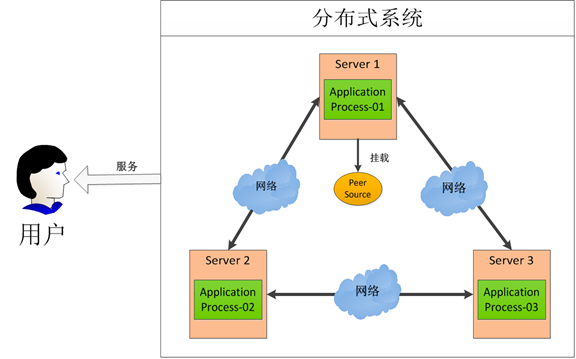 分布式系统
Server 1
Application
Process-01
挂载
Peer
Source
服务
用户
网络
网络
Server 2
Application
Process-02
网络
Server 3
Application
Process-03